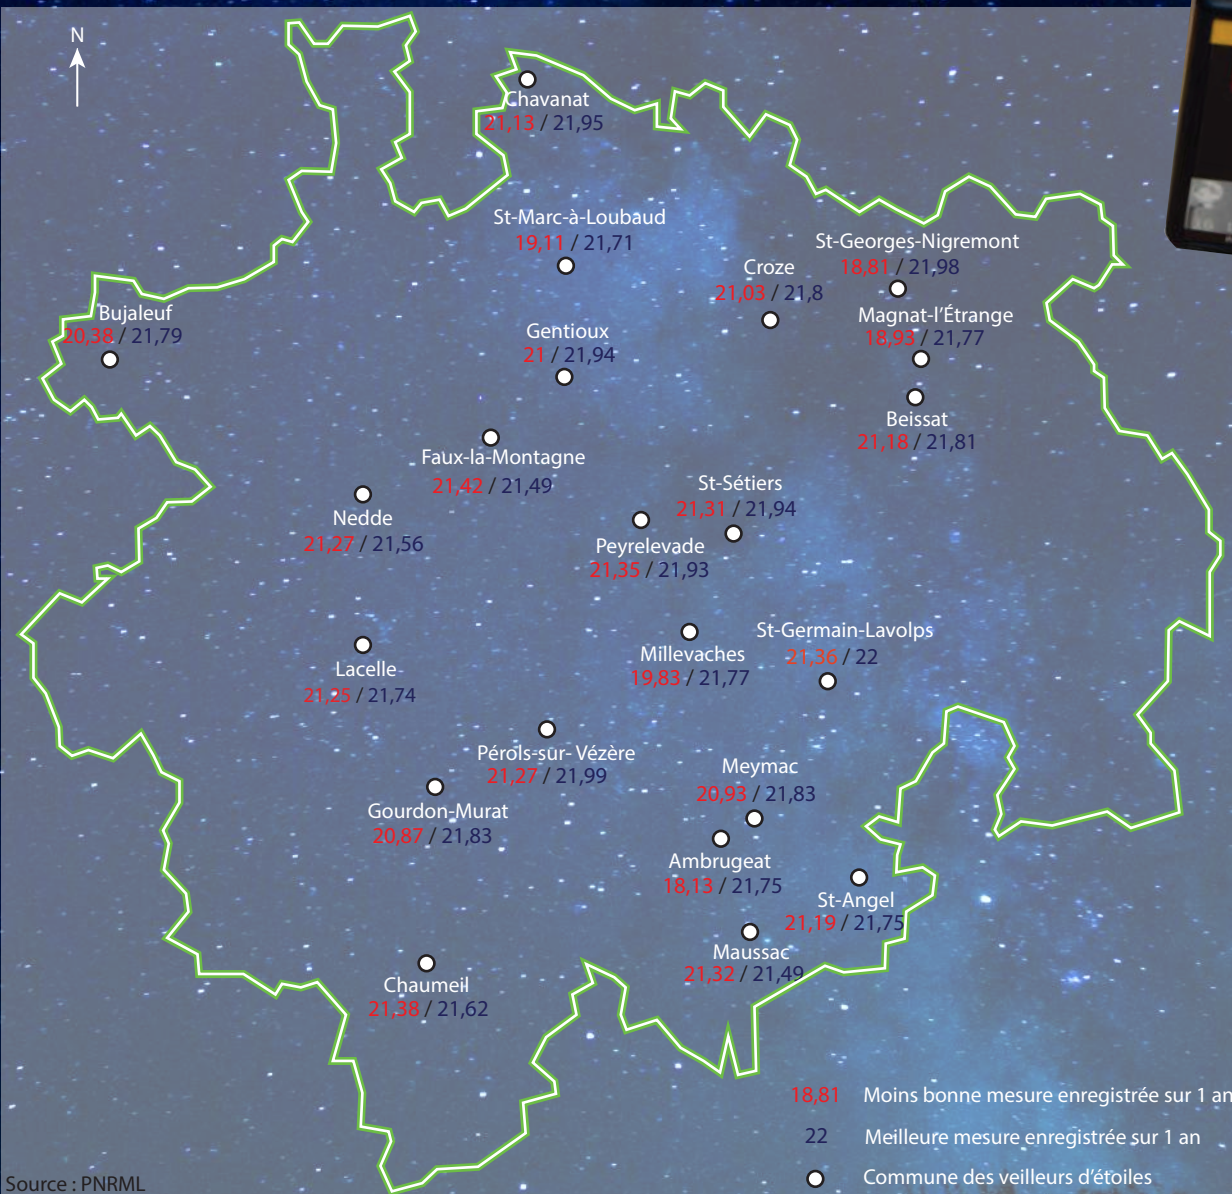 N
Chavanat
21,13 / 21,95
St-Marc-à-Loubaud
19,11 / 21,71
St-Georges-Nigremont
18,81 / 21,98
Croze
21,03 / 21,8
Bujaleuf
20,38 / 21,79
Magnat-l'Étrange
18,93 / 21,77
Gentioux
21 / 21,94
Beissat
21,18 / 21,81
Faux-la-Montagne
21,42 / 21,49
St-Sétiers
21,31 / 21,94
Nedde
21,27 / 21,56
Peyrelevade
21,35 / 21,93
St-Germain-Lavolps
21,36 / 22
Millevaches
19,83 / 21,77
Lacelle
21,25 / 21,74
Pérols-sur- Vézère
21,27 / 21,99
Meymac
20,93 / 21,83
Gourdon-Murat
20,87 / 21,83
Ambrugeat
18,13 / 21,75
St-Angel
21,19 / 21,75
Maussac
21,32 / 21,49
Chaumeil
21,38 / 21,62
18,81 Moins bonne mesure enregistrée sur 1 an
22 Meilleure mesure enregistrée sur 1 an
Commune des veilleurs d'étoiles
Source : PNRML